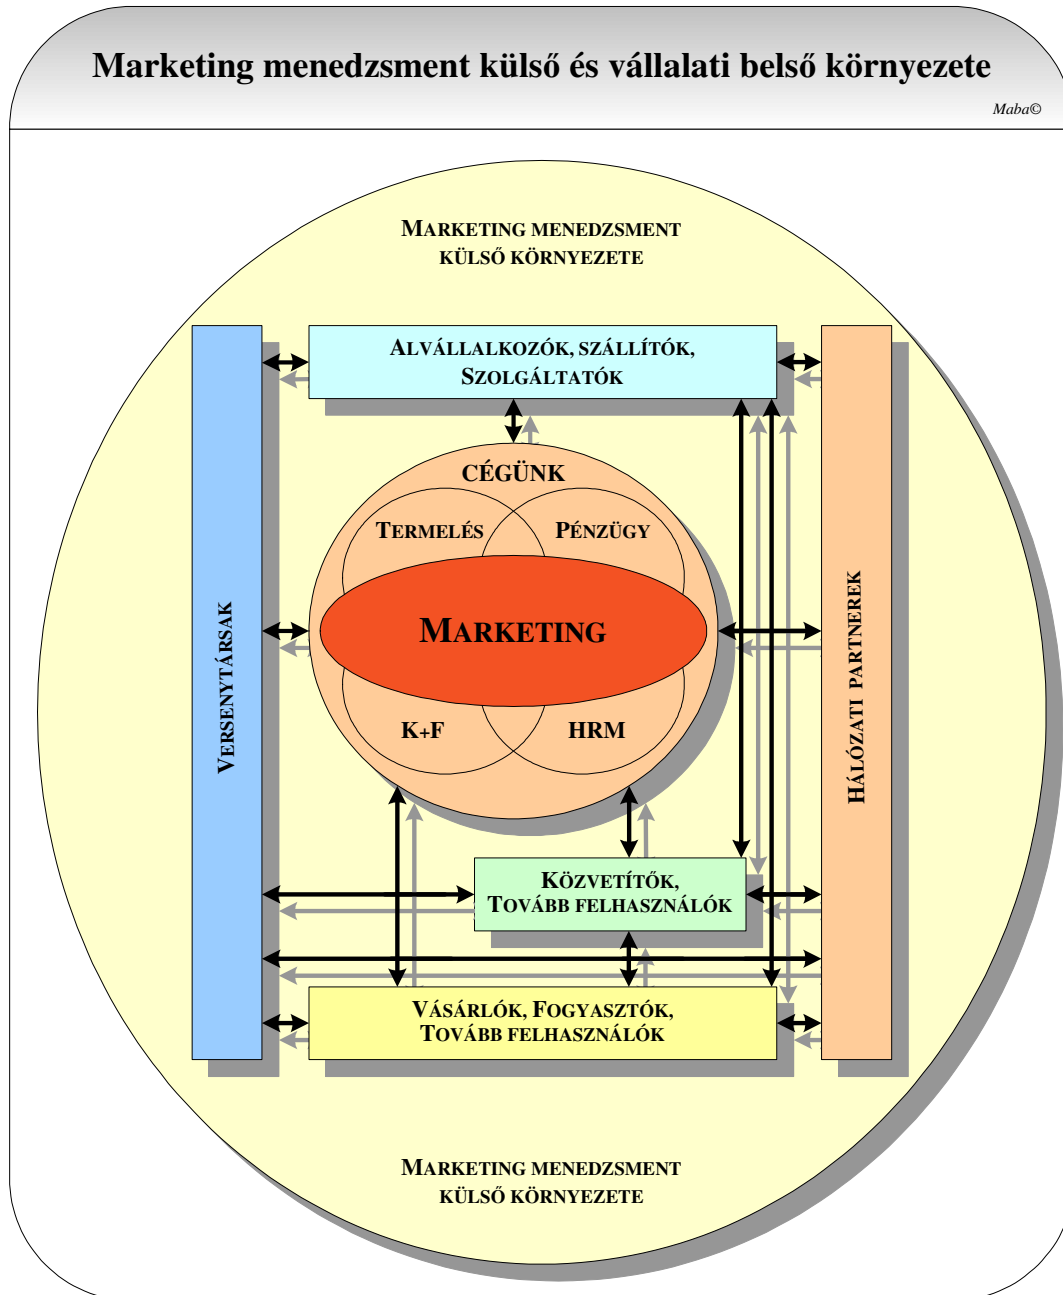 Marketing menedzsment külső és vállalati belső környezete
Maba©
MARKETING MENEDZSMENT
KÜLSŐ KÖRNYEZETE
ALVÁLLALKOZÓK, SZÁLLÍTÓK,
SZOLGÁLTATÓK
CÉGÜNK
TERMELÉS
PÉNZÜGY
MARKETING
K+F
HRM
VERSENYTÁRSAK
HÁLÓZATI PARTNEREK
KÖZVETÍTŐK,
TOVÁBB FELHASZNÁLÓK
VÁSÁRLÓK, FOGYASZTÓK,
TOVÁBB FELHASZNÁLÓK
MARKETING MENEDZSMENT
KÜLSŐ KÖRNYEZETE